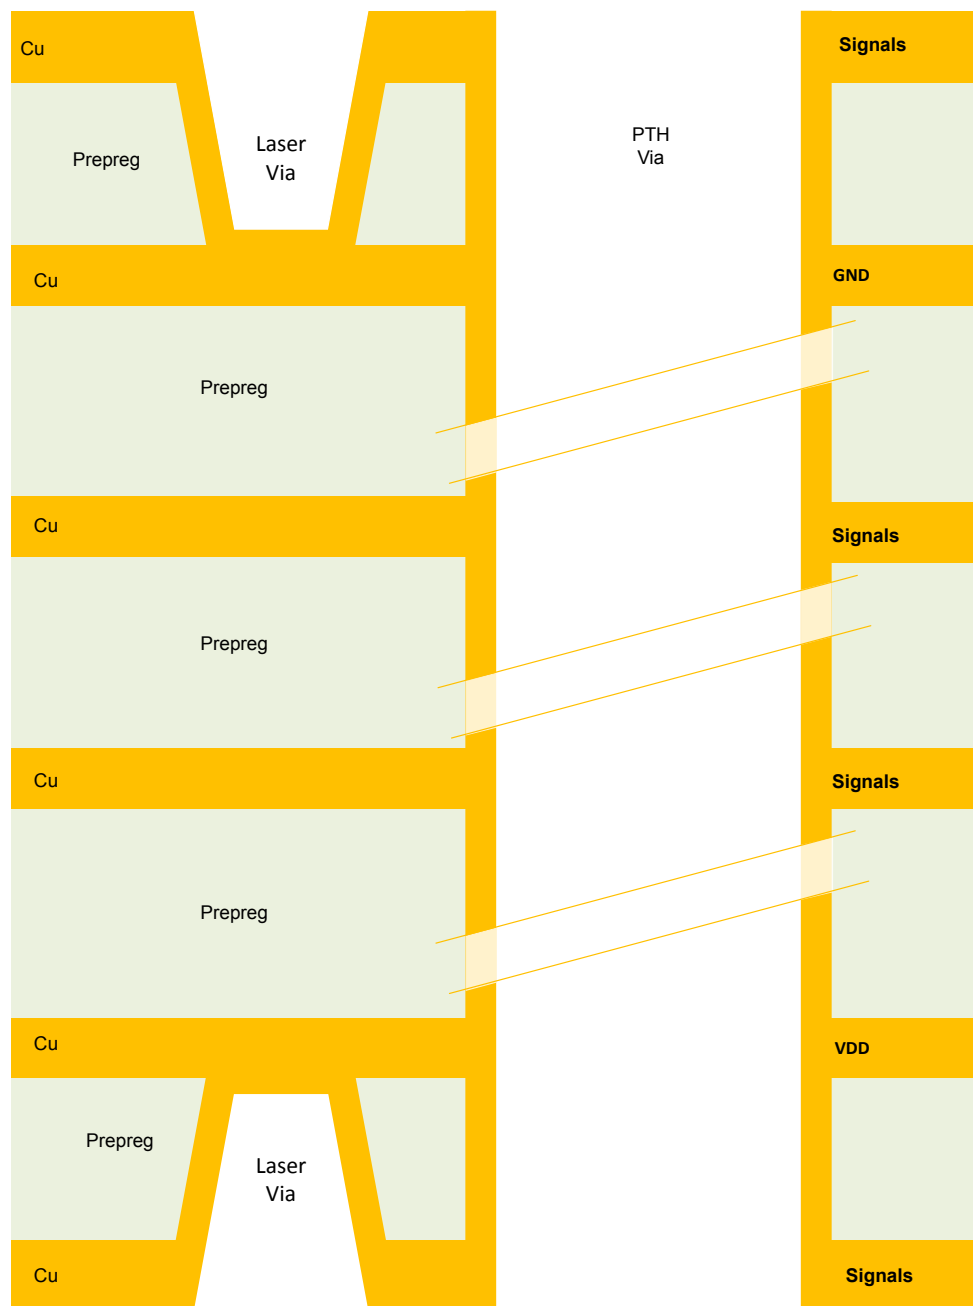 Cu
Signals
Prepreg
Laser
Via
PTH
Via
Cu
GND
Prepreg
Cu
Signals
Prepreg
Cu
Signals
Prepreg
Cu
VDD
Prepreg
Laser
Via
Cu
Signals